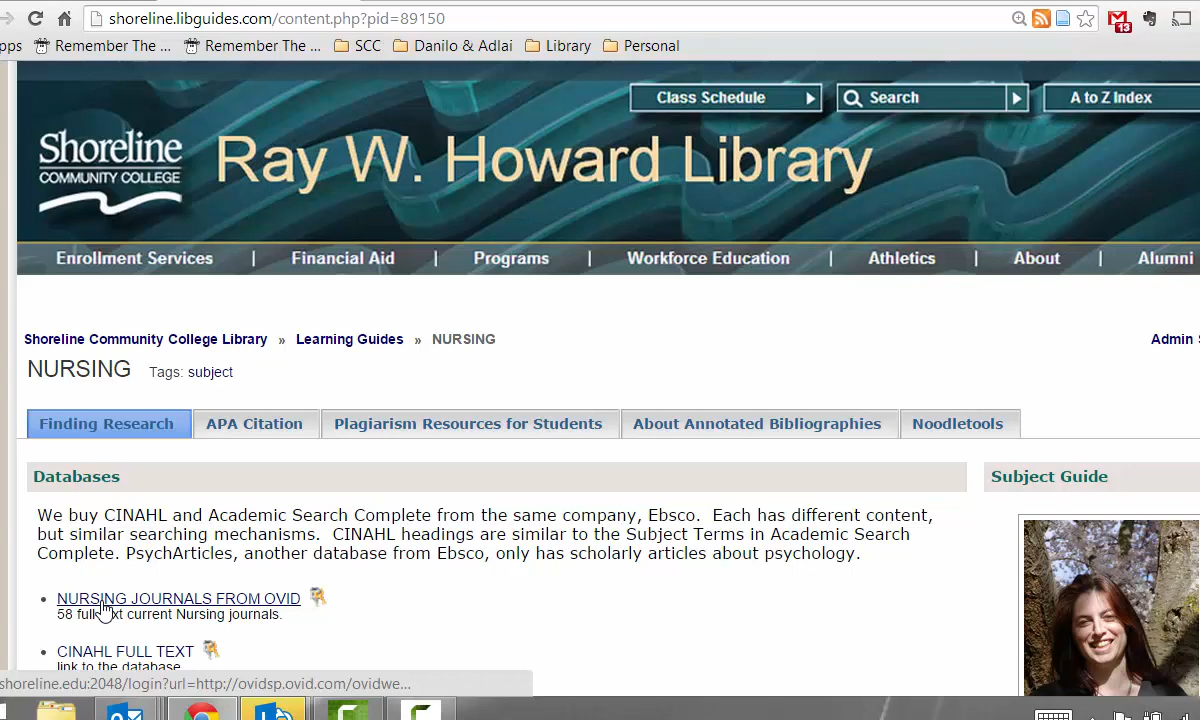 shoreline.libguides.com/content.php?pid=89150
pps Remember The ... Remember The ... SCC Danilo & Adlai Library Personal
13
Class Schedule Search A to Z Index
Shoreline
COMMUNITY COLLEGE
Ray W. Howard Library
Enrollment Services | Financial Aid | Programs | Workforce Education | Athletics | About | Alumni
Shoreline Community College Library » Learning Guides » NURSING
Admin S
NURSING Tags: subject
Finding Research APA Citation Plagiarism Resources for Students About Annotated Bibliographies Noodletools
Databases
Subject Guide
We buy CINAHL and Academic Search Complete from the same company, Ebsco. Each has different content,
but similar searching mechanisms. CINAHL headings are similar to the Subject Terms in Academic Search
Complete. PsychArticles, another database from Ebsco, only has scholarly articles about psychology.
• NURSING JOURNALS FROM OVID
58 full text current Nursing journals.
• CINAHL FULL TEXT
link to the database
shoreline.edu:2048/login?url=http://ovidsp.ovid.com/ovidwe...